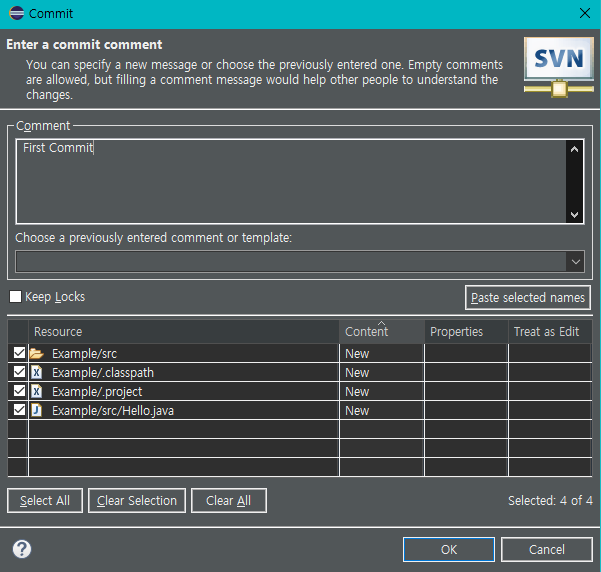 Commit
Enter a commit comment
You can specify a new message or choose the previously entered one. Empty comments
are allowed, but filling a comment message would help other people to understand the
changes.
SVN
Comment
First Commit
Choose a previously entered comment or template:
Keep Locks
Paste selected names
Resource Content Properties Treat as Edit
Example/src New
X Example/.classpath New
X Example/.project New
J Example/src/Hello.java New
Select All Clear Selection Clear All Selected: 4 of 4
? OK Cancel